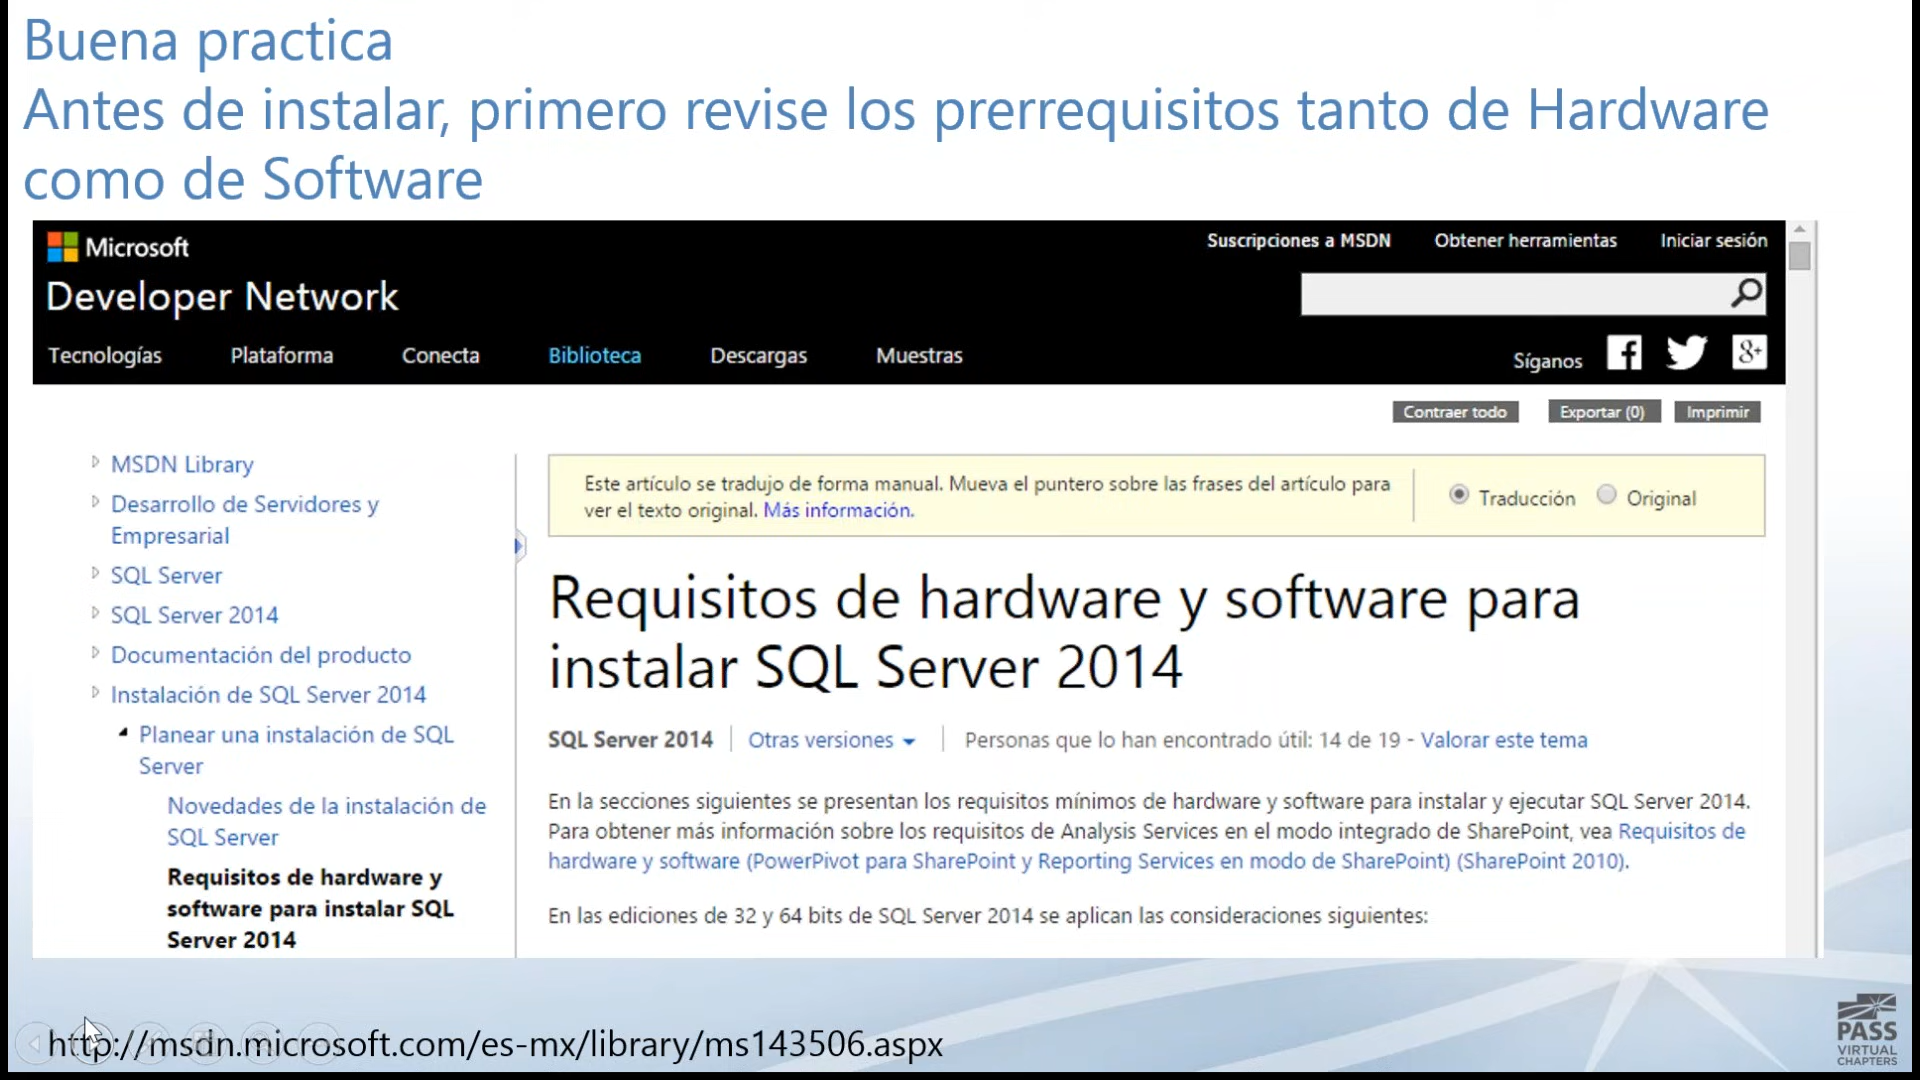 Buena practica
Antes de instalar, primero revise los prerrequisitos tanto de Hardware
como de Software
Microsoft
Developer Network
Suscripciones a MSDN
Obtener herramientas
Iniciar sesión
Tecnologías
Plataforma
Conecta
Biblioteca
Descargas
Muestras
Síganos
Contraer todo
Exportar (0)
Imprimir
MSDN Library
Desarrollo de Servidores y
Empresarial
SQL Server
SQL Server 2014
Documentación del producto
Instalación de SQL Server 2014
Planear una instalación de SQL
Server
Novedades de la instalación de
SQL Server
Requisitos de hardware y
software para instalar SQL
Server 2014
Este artículo se tradujo de forma manual. Mueva el puntero sobre las frases del artículo para
ver el texto original. Más información.
Traducción
Original
Requisitos de hardware y software para
instalar SQL Server 2014
SQL Server 2014
Otras versiones
Personas que lo han encontrado útil: 14 de 19 - Valorar este tema
En la secciones siguientes se presentan los requisitos mínimos de hardware y software para instalar y ejecutar SQL Server 2014.
Para obtener más información sobre los requisitos de Analysis Services en el modo integrado de SharePoint, vea Requisitos de
hardware y software (PowerPivot para SharePoint y Reporting Services en modo de SharePoint) (SharePoint 2010).
En las ediciones de 32 y 64 bits de SQL Server 2014 se aplican las consideraciones siguientes:
http://msdn.microsoft.com/es-mx/library/ms143506.aspx
PASS
VIRTUAL
CHAPTERS